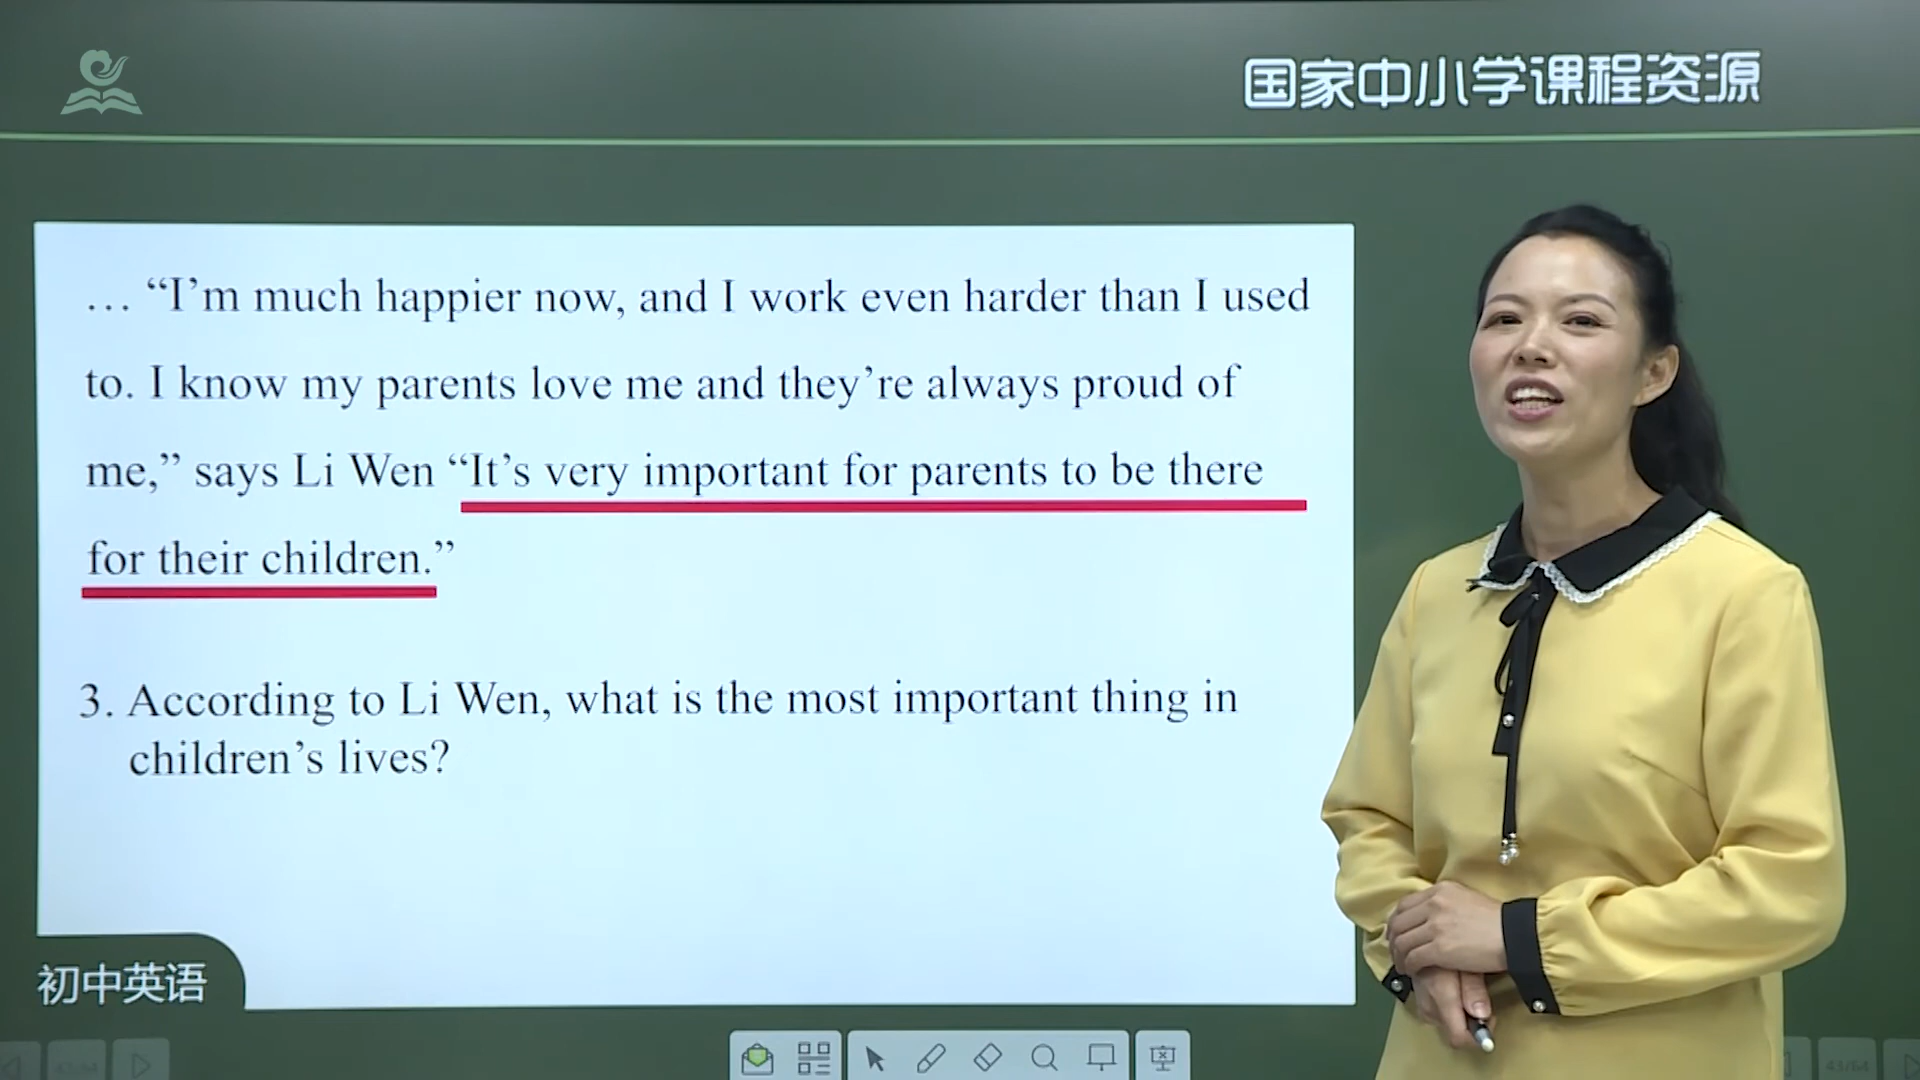 国家中小学课程资源
… “I’m much happier now, and I work even harder than I used
to. I know my parents love me and they’re always proud of
me,” says Li Wen “It’s very important for parents to be there
for their children.”
3. According to Li Wen, what is the most important thing in
children’s lives?
初中英语